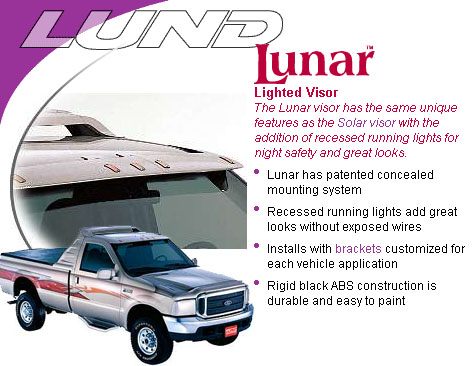 LUND
Lunar™
Lighted Visor
The Lunar visor has the same unique
features as the Solar visor with the
addition of recessed running lights for
night safety and great looks.
• Lunar has patented concealed
mounting system
• Recessed running lights add great
looks without exposed wires
• Installs with brackets customized for
each vehicle application
• Rigid black ABS construction is
durable and easy to paint